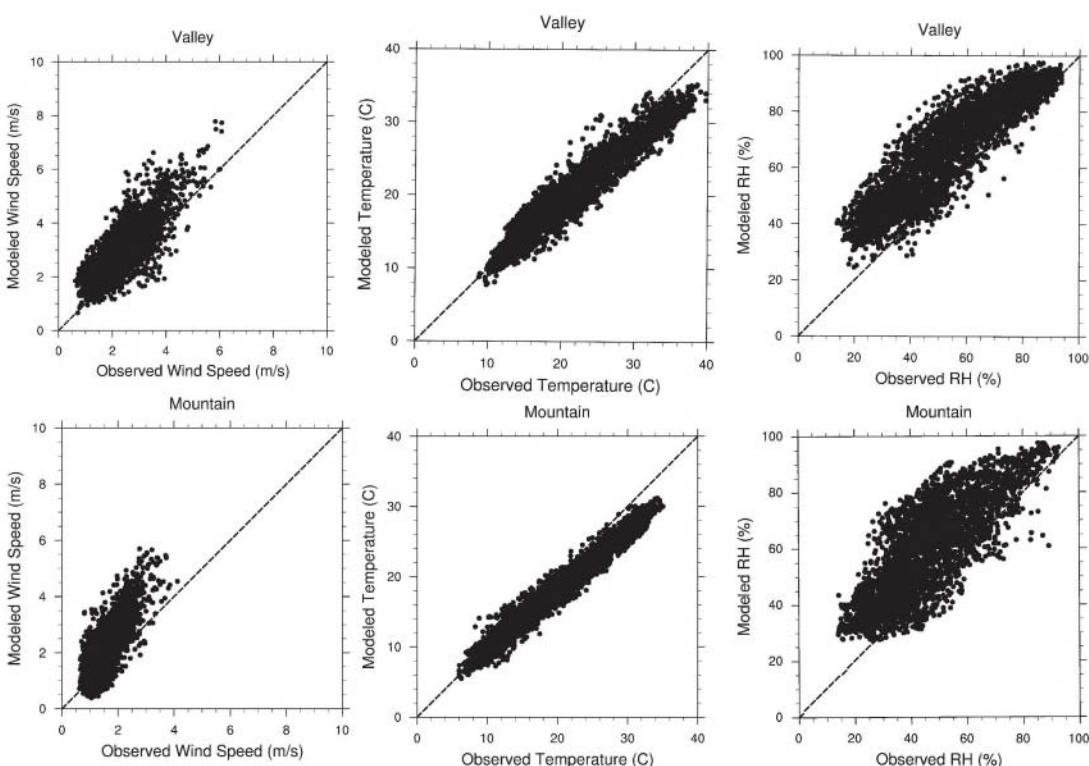 Valley
10
8
6
4
2
0
Modeled Wind Speed (m/s)
0 2 4 6 8 10
Observed Wind Speed (m/s)
Valley
40
30
20
10
0
Modeled Temperature (C)
0 10 20 30 40
Observed Temperature (C)
Valley
100
80
60
40
20
0
Modeled RH (%)
0 20 40 60 80 100
Observed RH (%)
Mountain
10
8
6
4
2
0
Modeled Wind Speed (m/s)
0 2 4 6 8 10
Observed Wind Speed (m/s)
Mountain
40
30
20
10
0
Modeled Temperature (C)
0 10 20 30 40
Observed Temperature (C)
Mountain
100
80
60
40
20
0
Modeled RH (%)
0 20 40 60 80 100
Observed RH (%)